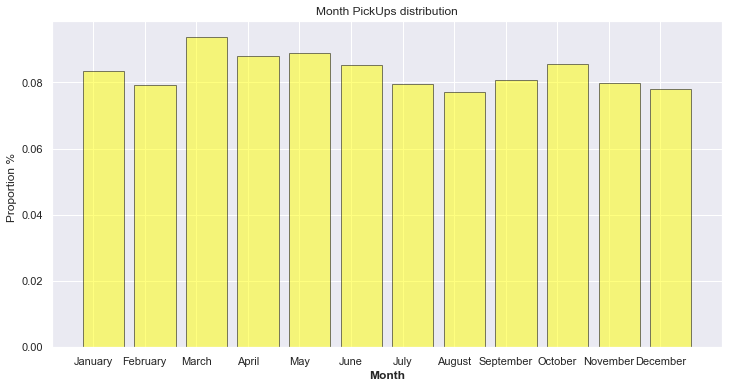 Month PickUps distribution
Proportion %
0.08
0.06
0.04
0.02
0.00
January February March April May June July August September October November December
Month